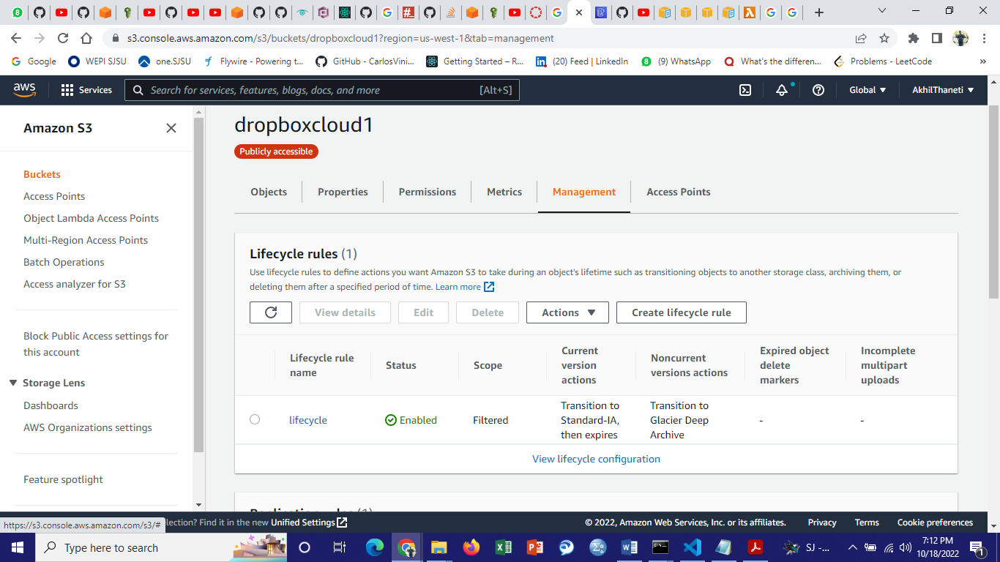 s3.console.aws.amazon.com/s3/buckets/dropboxcloud1?region=us-west-1&tab=management
Google
WEPI SJSU
one.SJSU
Flywire - Powering t...
GitHub - CarlosVini...
Getting Started – R...
(20) Feed | LinkedIn
(9) WhatsApp
What's the differen...
Problems - LeetCode
»
aws
Services
Search for services, features, blogs, docs, and more
[Alt+S]
Global
AkhilThaneti
Amazon S3
Buckets
Access Points
Object Lambda Access Points
Multi-Region Access Points
Batch Operations
Access analyzer for S3
Block Public Access settings for
this account
Storage Lens
Dashboards
AWS Organizations settings
Feature spotlight
dropboxcloud1
Publicly accessible
Objects
Properties
Permissions
Metrics
Management
Access Points
Lifecycle rules (1)
Use lifecycle rules to define actions you want Amazon S3 to take during an object's lifetime such as transitioning objects to another storage class, archiving them, or
deleting them after a specified period of time. Learn more
View details
Edit
Delete
Actions
Create lifecycle rule
Lifecycle rule
name
Status
Scope
Current
version
actions
Noncurrent
versions actions
Expired object
delete
markers
Incomplete
multipart
uploads
lifecycle
Enabled
Filtered
Transition to
Standard-IA,
then expires
Transition to
Glacier Deep
Archive
-
-
View lifecycle configuration
Replication rules (1)
https://s3.console.aws.amazon.com/s3/#
lection? Find it in the new Unified Settings
© 2022, Amazon Web Services, Inc. or its affiliates.
Privacy
Terms
Cookie preferences
Type here to search
SJ -...
7:12 PM
10/18/2022
1